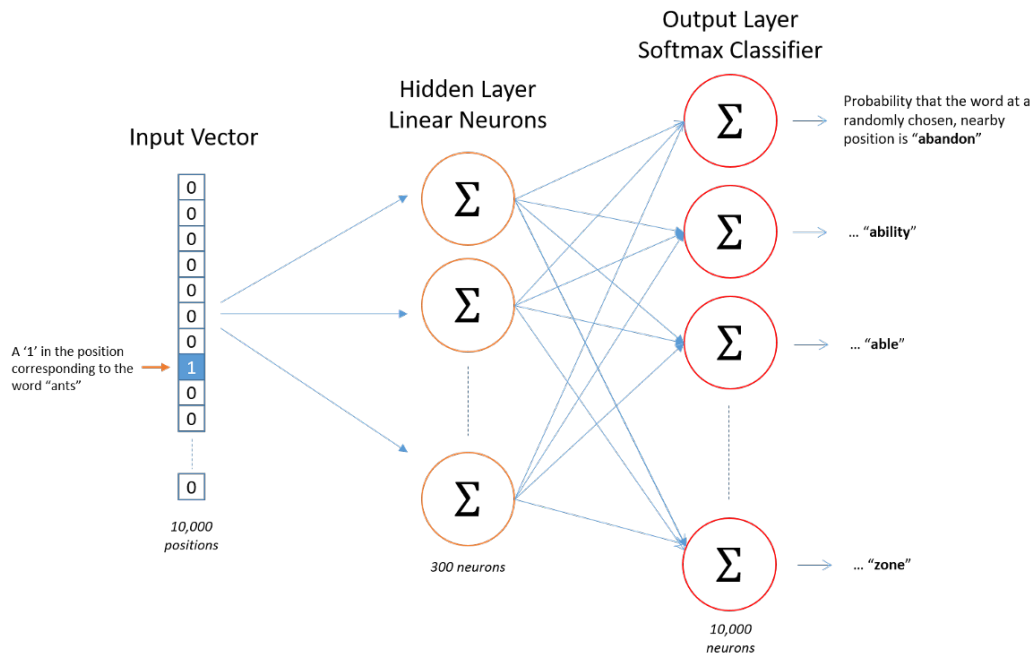 Output Layer
Softmax Classifier
Hidden Layer
Linear Neurons
Input Vector
0
0
0
0
0
0
0
1
0
0
0
A ‘1’ in the position
corresponding to the
word “ants”
10,000
positions
Σ
Σ
Σ
300 neurons
Σ
Σ
Σ
Σ
10,000
neurons
Probability that the word at a
randomly chosen, nearby
position is “abandon”
... “ability”
... “able”
... “zone”